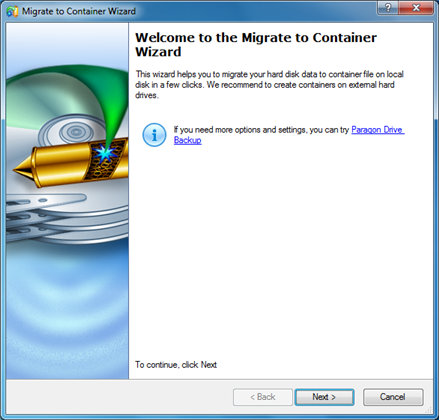 Migrate to Container Wizard
?
Welcome to the Migrate to Container
Wizard
This wizard helps you to migrate your hard disk data to container file on local
disk in a few clicks. We recommend to create containers on external hard
drives.
If you need more options and settings, you can try Paragon Drive
Backup
To continue, click Next
< Back Next > Cancel